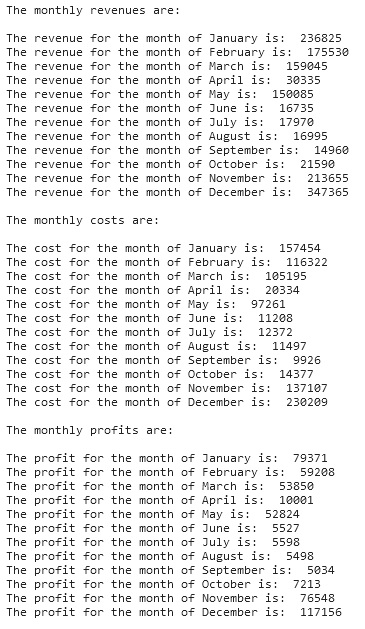 The monthly revenues are:
The revenue for the month of January is:  236825
The revenue for the month of February is:  175530
The revenue for the month of March is:  159045
The revenue for the month of April is:  30335
The revenue for the month of May is:  150085
The revenue for the month of June is:  16735
The revenue for the month of July is:  17970
The revenue for the month of August is:  16995
The revenue for the month of September is:  14960
The revenue for the month of October is:  21590
The revenue for the month of November is:  213655
The revenue for the month of December is:  347365
The monthly costs are:
The cost for the month of January is:  157454
The cost for the month of February is:  116322
The cost for the month of March is:  105195
The cost for the month of April is:  20334
The cost for the month of May is:  97261
The cost for the month of June is:  11208
The cost for the month of July is:  12372
The cost for the month of August is:  11497
The cost for the month of September is:  9926
The cost for the month of October is:  14377
The cost for the month of November is:  137107
The cost for the month of December is:  230209
The monthly profits are:
The profit for the month of January is:  79371
The profit for the month of February is:  59208
The profit for the month of March is:  53850
The profit for the month of April is:  10001
The profit for the month of May is:  52824
The profit for the month of June is:  5527
The profit for the month of July is:  5598
The profit for the month of August is:  5498
The profit for the month of September is:  5034
The profit for the month of October is:  7213
The profit for the month of November is:  76548
The profit for the month of December is:  117156